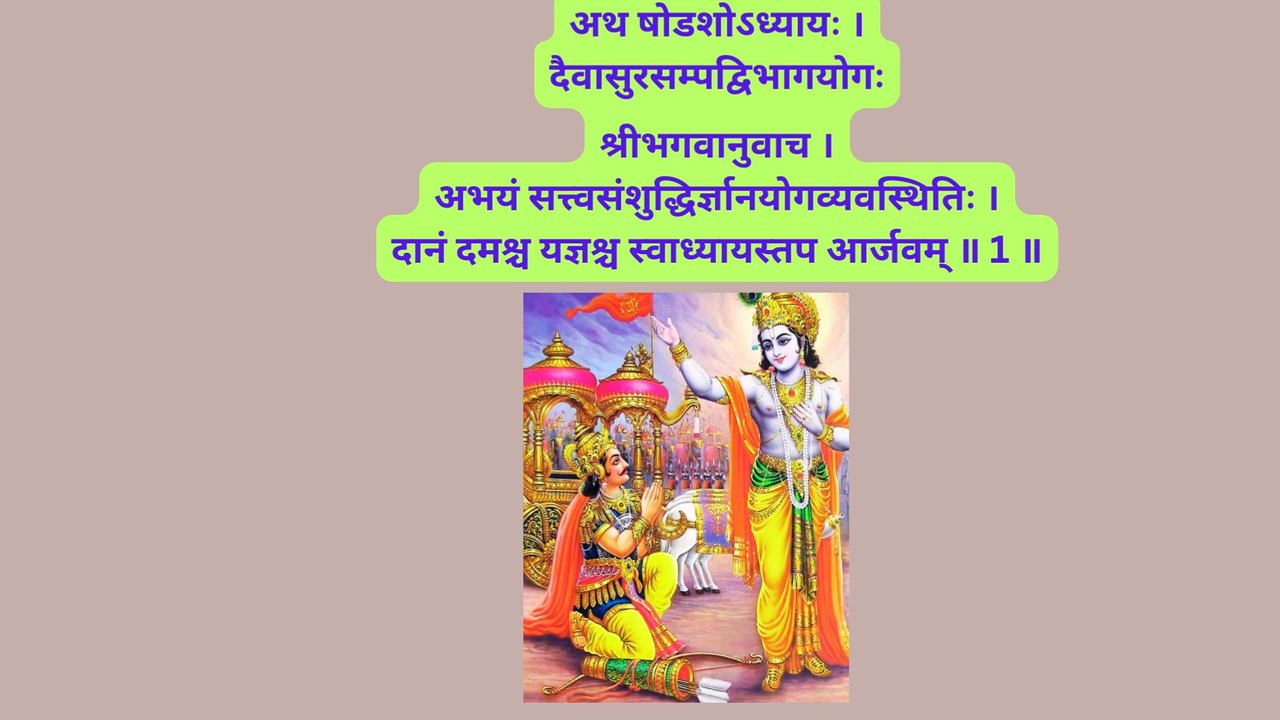 अथ षोडशोऽध्यायः ।
दैवासुरसम्पद्विभागयोगः
श्रीभगवानुवाच ।
अभयं सत्त्वसंशुद्धिर्ज्ञानयोगव्यवस्थितिः ।
दानं दमश्च यज्ञश्च स्वाध्यायस्तप आर्जवम् ॥ 1 ॥